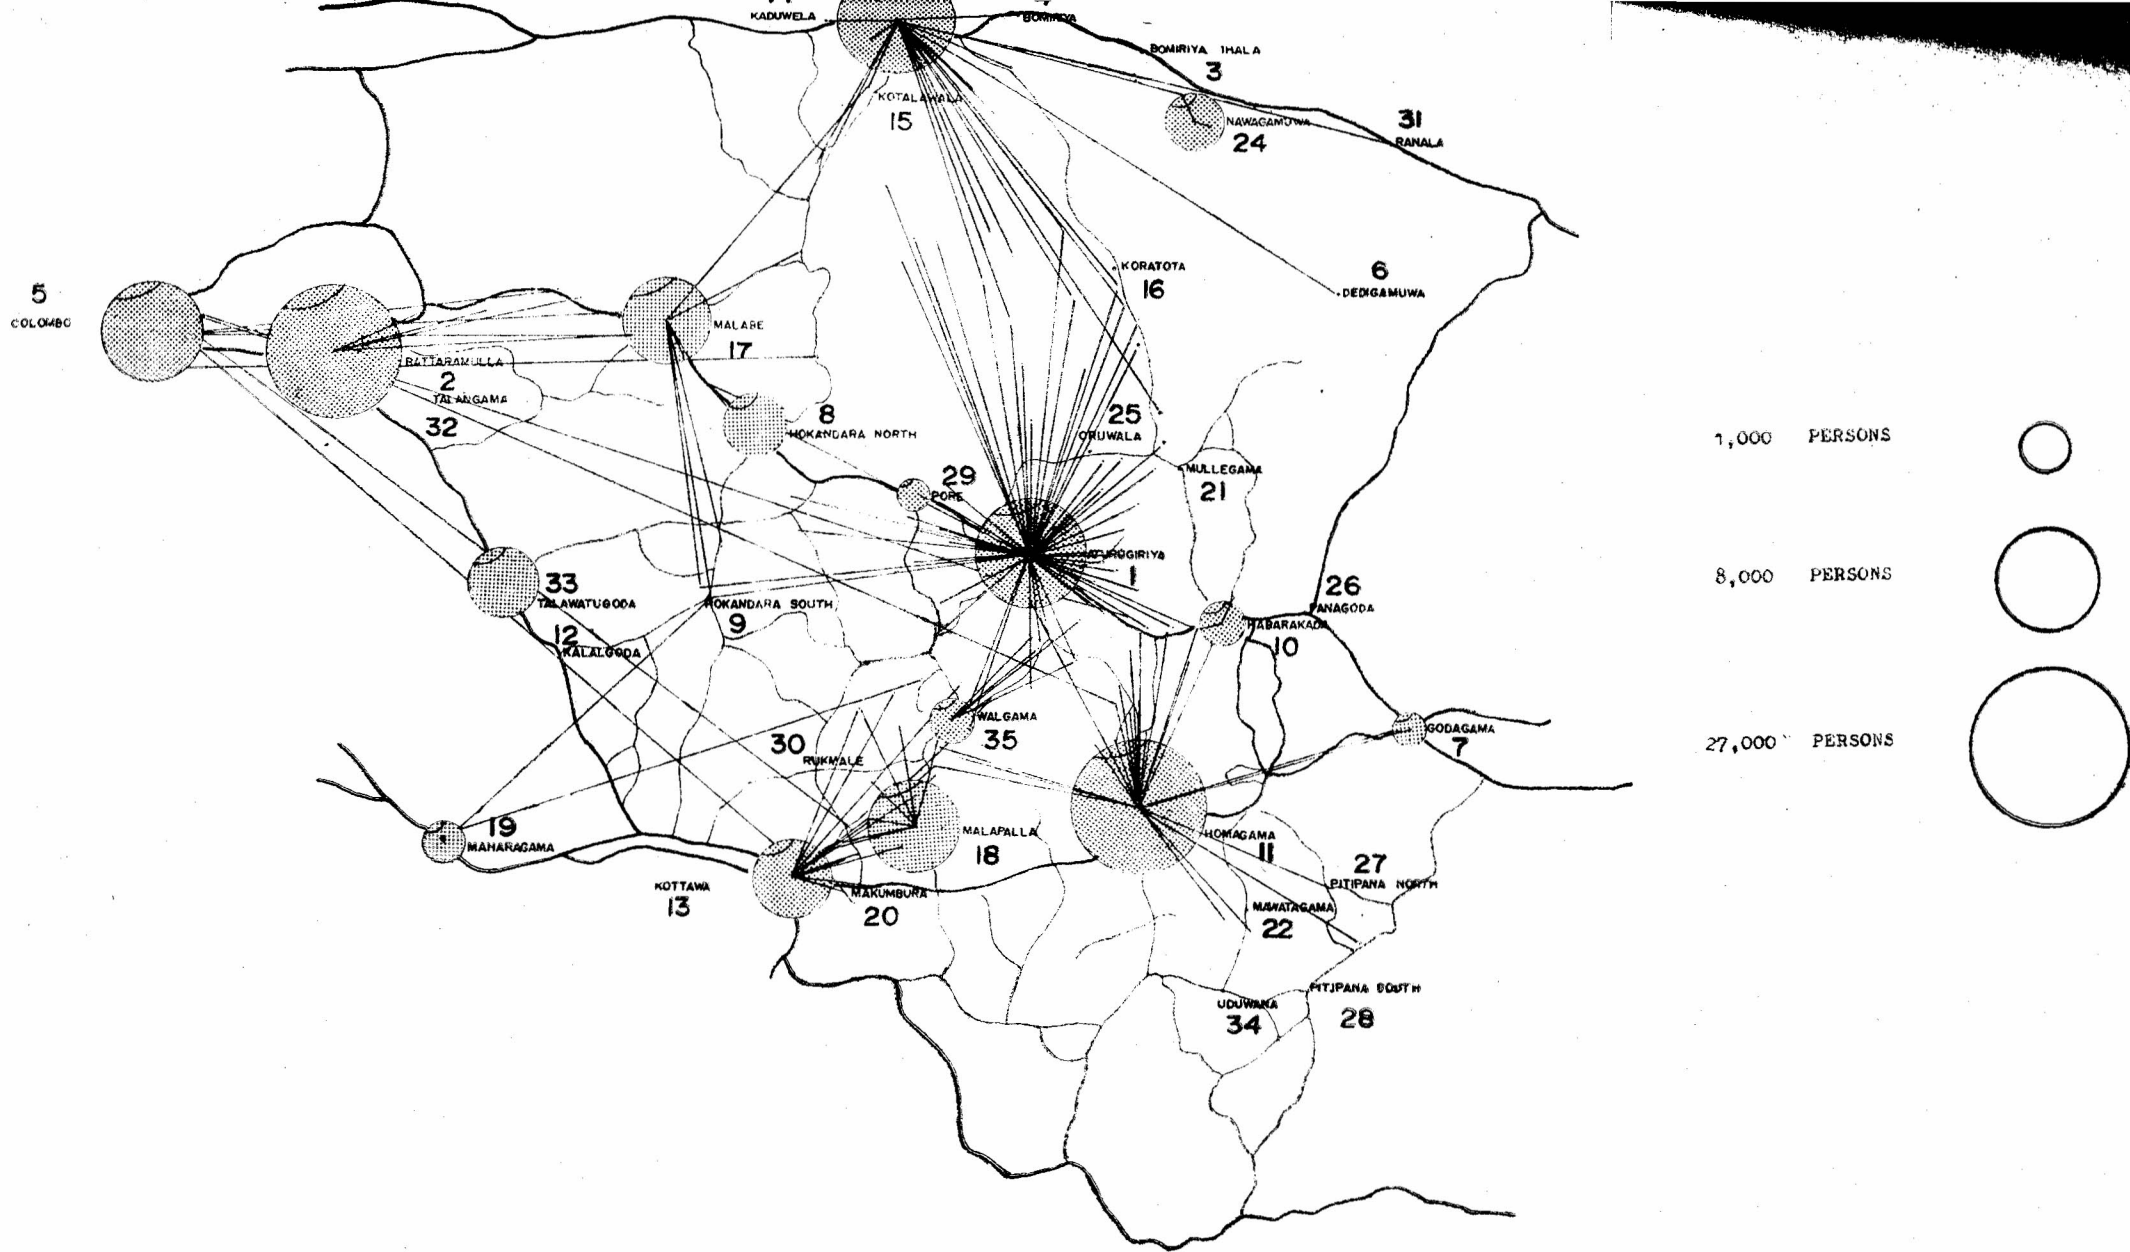 KADUWELA
BOMIRIYA
BOMIRIYA IHALA
3
KOTALAWALA
15
NAWAGAMUWA
24
31
RANALA
KORATOTA
16
6
DEDIGAMUWA
5
COLOMBO
MALABE
17
BATTARAMULLA
2
TALANGAMA
32
8
HOKANDARA NORTH
25
ORUWALA
29
PORE
MULLEGAMA
21
1
33
TALAWATUGODA
12
KALALGODA
HOKANDARA SOUTH
9
26
PANAGODA
HABARAKADA
10
WALGAMA
35
30
RUKMALE
GODAGAMA
7
19
MAHARAGAMA
MALAPALLA
18
HOMAGAMA
11
27
PITIPANA NORTH
KOTTAWA
13
MAKUMBURA
20
MAWATAGAMA
22
PITIPANA SOUTH
28
UDUWANA
34
1,000 PERSONS
8,000 PERSONS
27,000 PERSONS